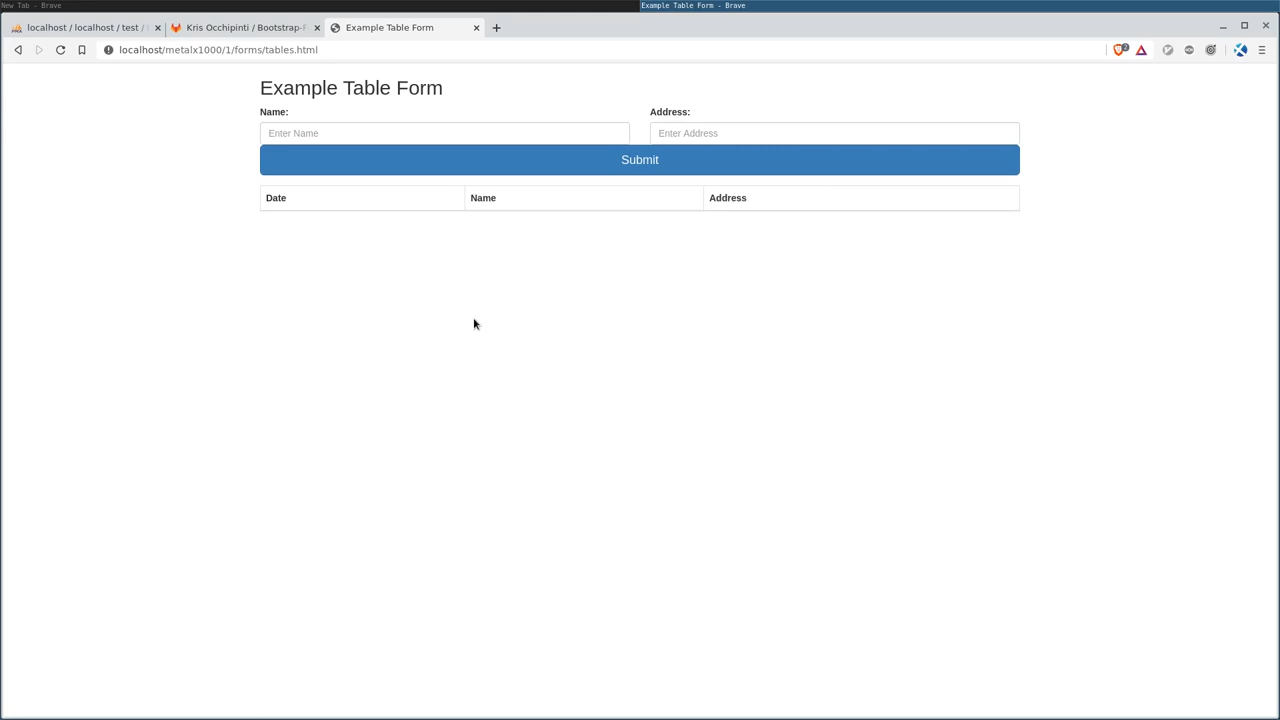 New Tab - Brave
Example Table Form - Brave
localhost / localhost / test /
Kris Occhipinti / Bootstrap-F
Example Table Form
localhost/metalx1000/1/forms/tables.html
2
Example Table Form
Name:
Address:
Enter Name
Enter Address
Submit
Date
Name
Address